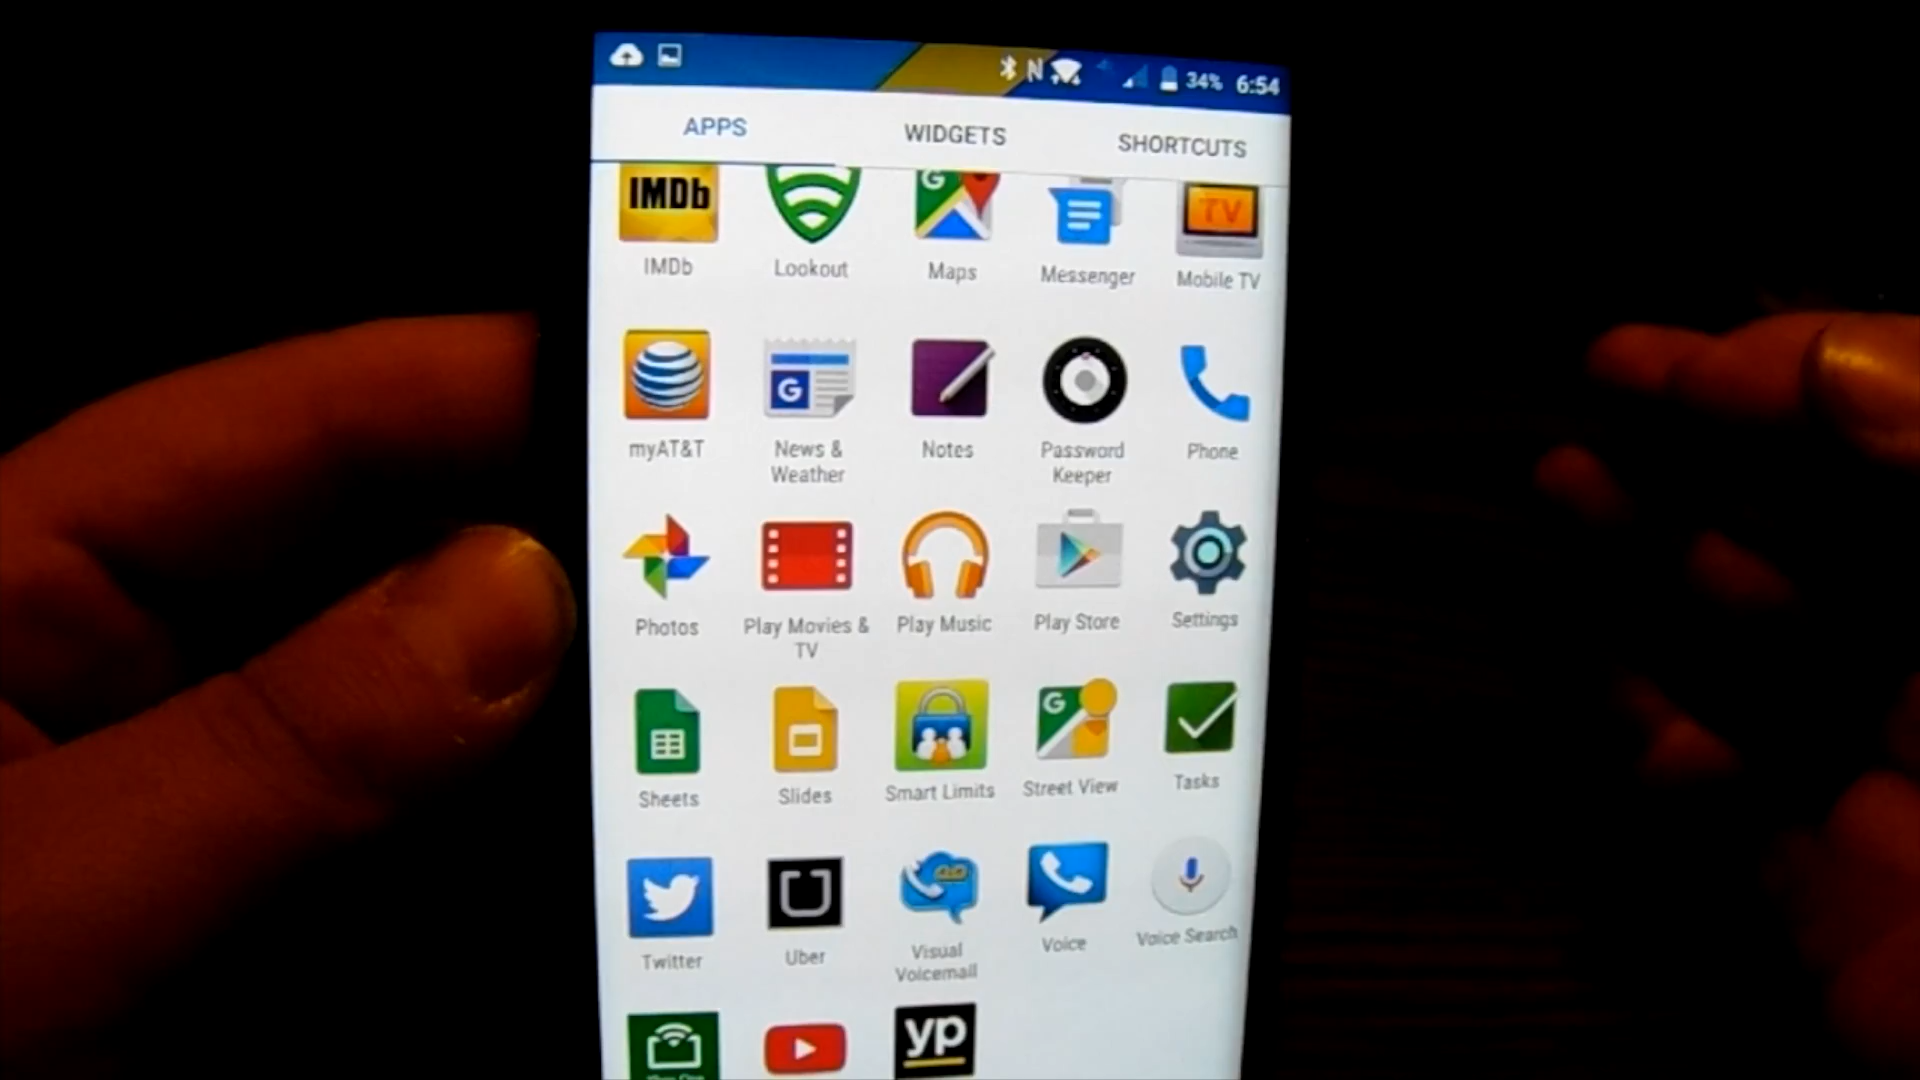 34% 6:54
APPS WIDGETS SHORTCUTS
IMDb
G
TV
IMDb Lookout Maps Messenger Mobile TV
G
myAT&T News & Notes Password Phone
Weather Keeper
Photos Play Movies & Play Music Play Store Settings
TV
G
Sheets Slides Smart Limits Street View Tasks
Twitter Uber Visual Voice Voice Search
Voicemail
yp